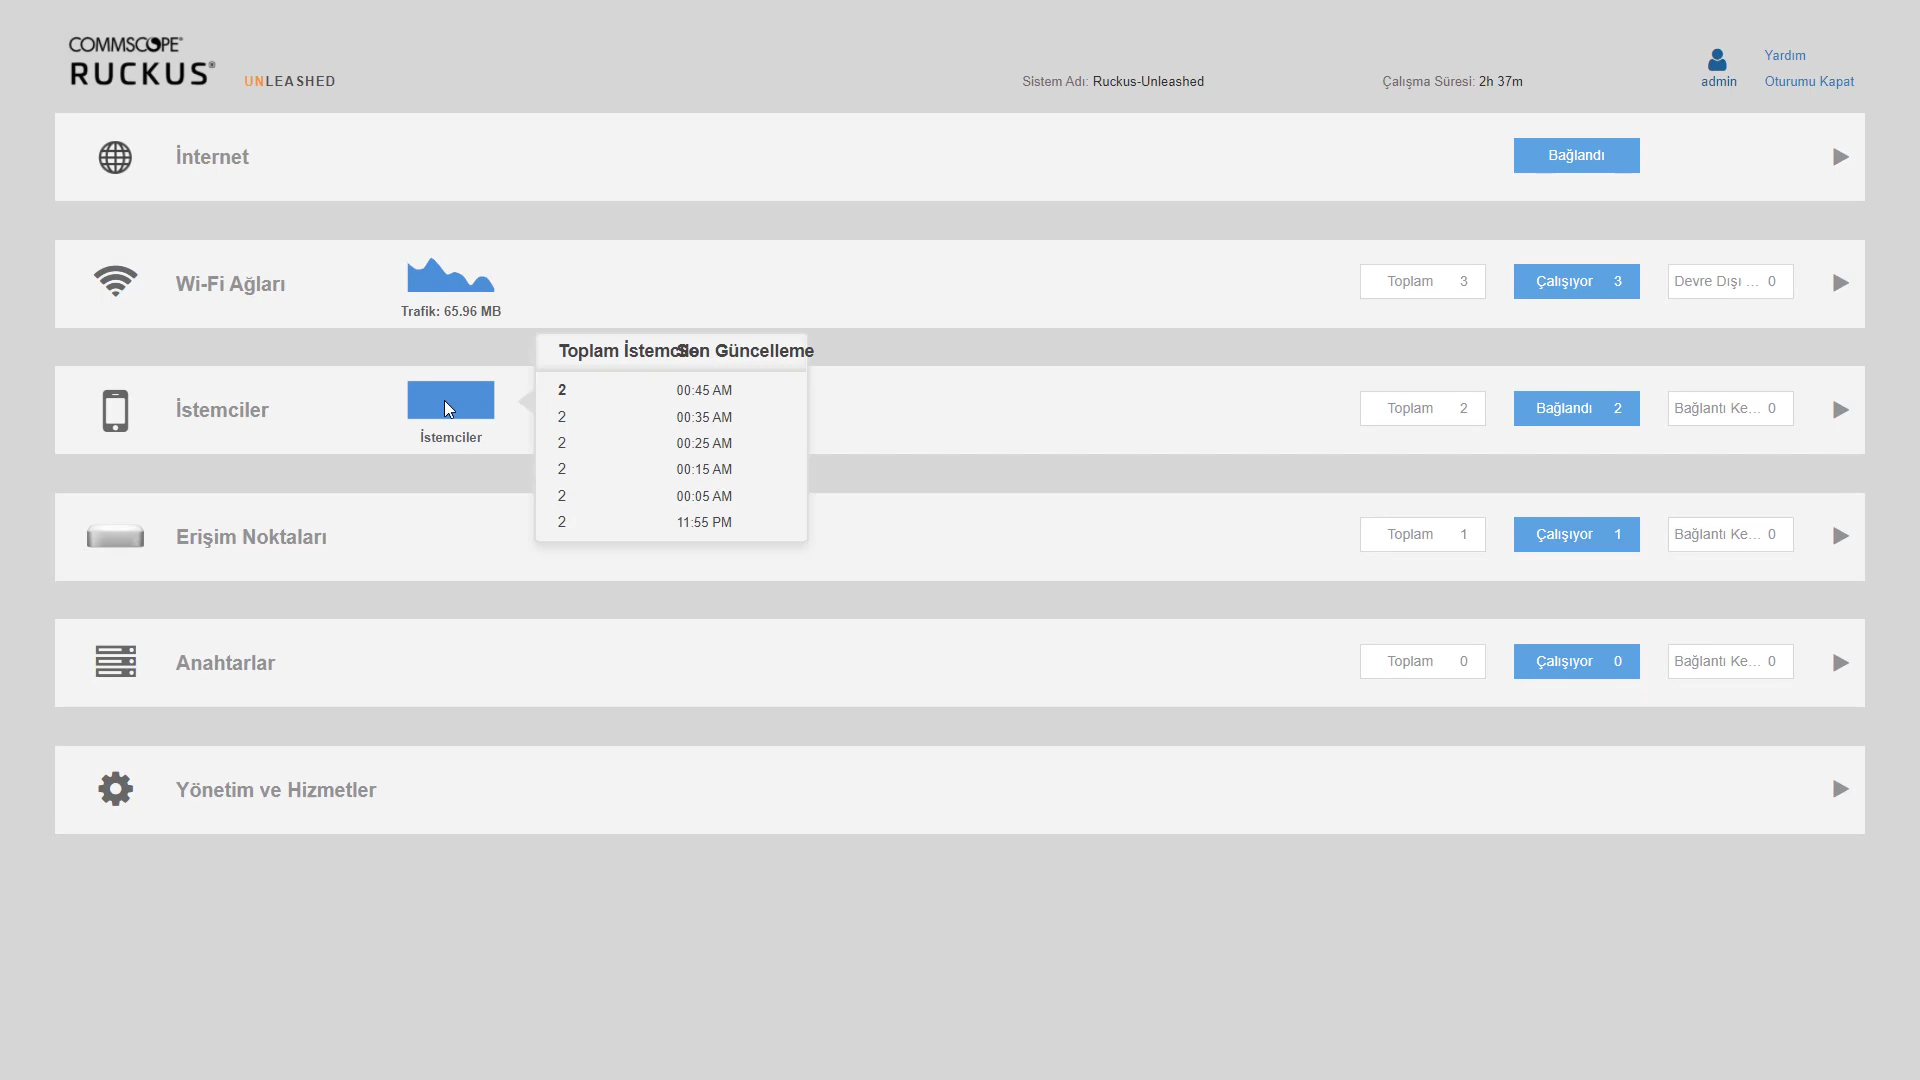 COMMSCOPE®
RUCKUS®
UNLEASHED
Sistem Adı: Ruckus-Unleashed
Çalışma Süresi: 2h 37m
admin
Yardım
Oturumu Kapat
İnternet
Bağlandı
Wi-Fi Ağları
Trafik: 65.96 MB
Toplam 3
Çalışıyor 3
Devre Dışı ... 0
Toplam İstemciler
Son Güncelleme
2 00:45 AM
2 00:35 AM
2 00:25 AM
2 00:15 AM
2 00:05 AM
2 11:55 PM
İstemciler
İstemciler
Toplam 2
Bağlandı 2
Bağlantı Ke... 0
Erişim Noktaları
Toplam 1
Çalışıyor 1
Bağlantı Ke... 0
Anahtarlar
Toplam 0
Çalışıyor 0
Bağlantı Ke... 0
Yönetim ve Hizmetler